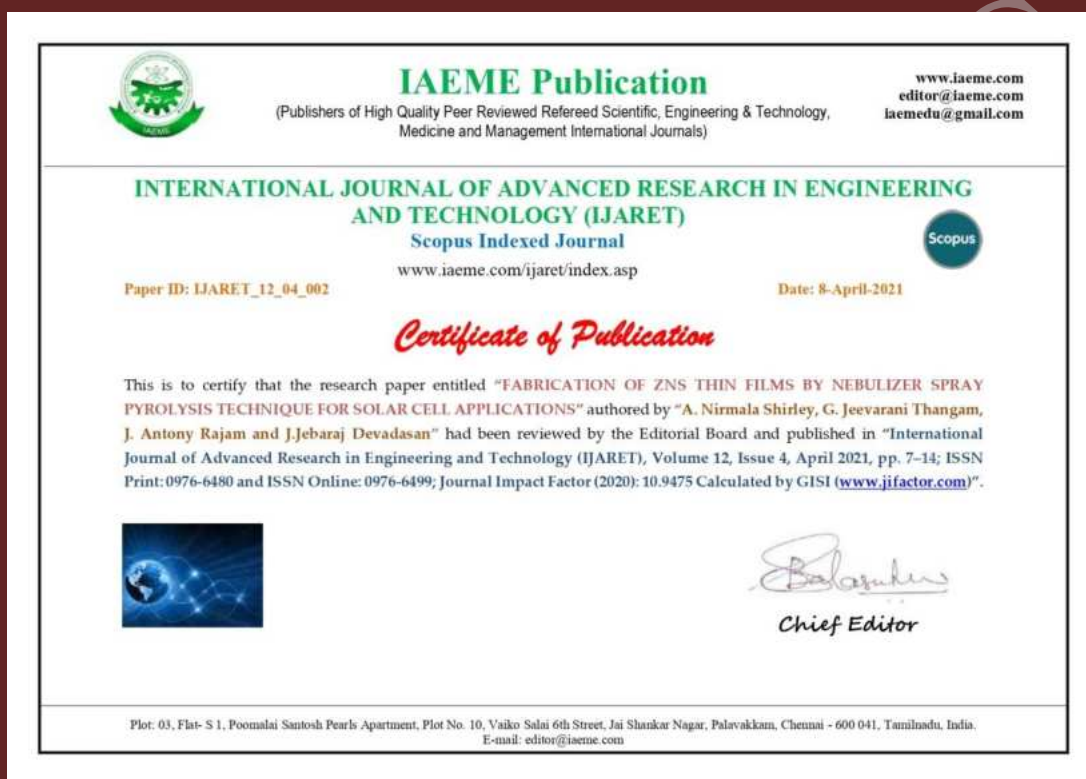 IAEME
IAEME Publication
(Publishers of High Quality Peer Reviewed Refereed Scientific, Engineering & Technology,
Medicine and Management International Journals)
www.iaeme.com
editor@iaeme.com
iaemedu@gmail.com
INTERNATIONAL JOURNAL OF ADVANCED RESEARCH IN ENGINEERING
AND TECHNOLOGY (IJARET)
Scopus Indexed Journal
Scopus
www.iaeme.com/ijaret/index.asp
Paper ID: IJARET_12_04_002
Date: 8-April-2021
Certificate of Publication
This is to certify that the research paper entitled "FABRICATION OF ZNS THIN FILMS BY NEBULIZER SPRAY
PYROLYSIS TECHNIQUE FOR SOLAR CELL APPLICATIONS" authored by "A. Nirmala Shirley, G. Jeevarani Thangam,
J. Antony Rajam and J.Jebaraj Devadasan" had been reviewed by the Editorial Board and published in "International
Journal of Advanced Research in Engineering and Technology (IJARET), Volume 12, Issue 4, April 2021, pp. 7–14; ISSN
Print: 0976-6480 and ISSN Online: 0976-6499; Journal Impact Factor (2020): 10.9475 Calculated by GISI (www.jifactor.com)".
Chief Editor
Plot: 03, Flat- S 1, Poomalai Santosh Pearls Apartment, Plot No. 10, Vaiko Salai 6th Street, Jai Shankar Nagar, Palavakkam, Chennai - 600 041, Tamilnadu, India.
E-mail: editor@iaeme.com